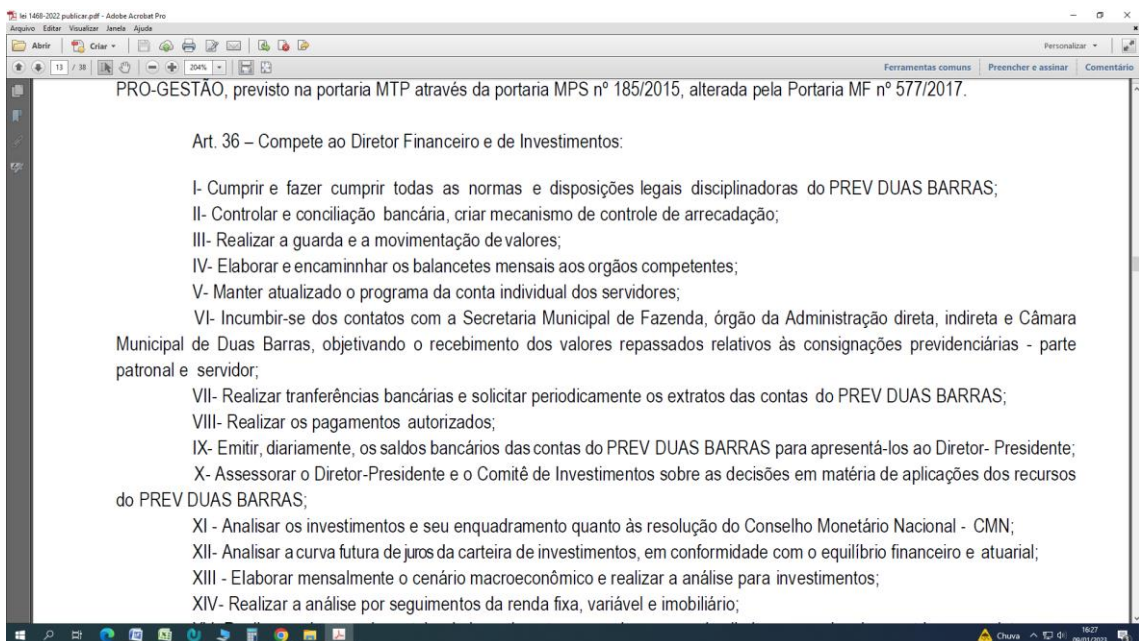 lei 1468-2022 publicar.pdf - Adobe Acrobat Pro
Arquivo Editar Visualizar Janela Ajuda
Abrir Criar Personalizar
13 / 38 204% Ferramentas comuns Preencher e assinar Comentário
PRO-GESTÃO, previsto na portaria MTP através da portaria MPS nº 185/2015, alterada pela Portaria MF nº 577/2017.
Art. 36 – Compete ao Diretor Financeiro e de Investimentos:
I- Cumprir e fazer cumprir todas as normas e disposições legais disciplinadoras do PREV DUAS BARRAS;
II- Controlar e conciliação bancária, criar mecanismo de controle de arrecadação;
III- Realizar a guarda e a movimentação de valores;
IV- Elaborar e encaminnhar os balancetes mensais aos orgãos competentes;
V- Manter atualizado o programa da conta individual dos servidores;
VI- Incumbir-se dos contatos com a Secretaria Municipal de Fazenda, órgão da Administração direta, indireta e Câmara
Municipal de Duas Barras, objetivando o recebimento dos valores repassados relativos às consignações previdenciárias - parte
patronal e servidor;
VII- Realizar tranferências bancárias e solicitar periodicamente os extratos das contas do PREV DUAS BARRAS;
VIII- Realizar os pagamentos autorizados;
IX- Emitir, diariamente, os saldos bancários das contas do PREV DUAS BARRAS para apresentá-los ao Diretor- Presidente;
X- Assessorar o Diretor-Presidente e o Comitê de Investimentos sobre as decisões em matéria de aplicações dos recursos
do PREV DUAS BARRAS;
XI - Analisar os investimentos e seu enquadramento quanto às resolução do Conselho Monetário Nacional - CMN;
XII- Analisar a curva futura de juros da carteira de investimentos, em conformidade com o equilíbrio financeiro e atuarial;
XIII - Elaborar mensalmente o cenário macroeconômico e realizar a análise para investimentos;
XIV- Realizar a análise por seguimentos da renda fixa, variável e imobiliário;
Chuva 16:27
09/01/2023